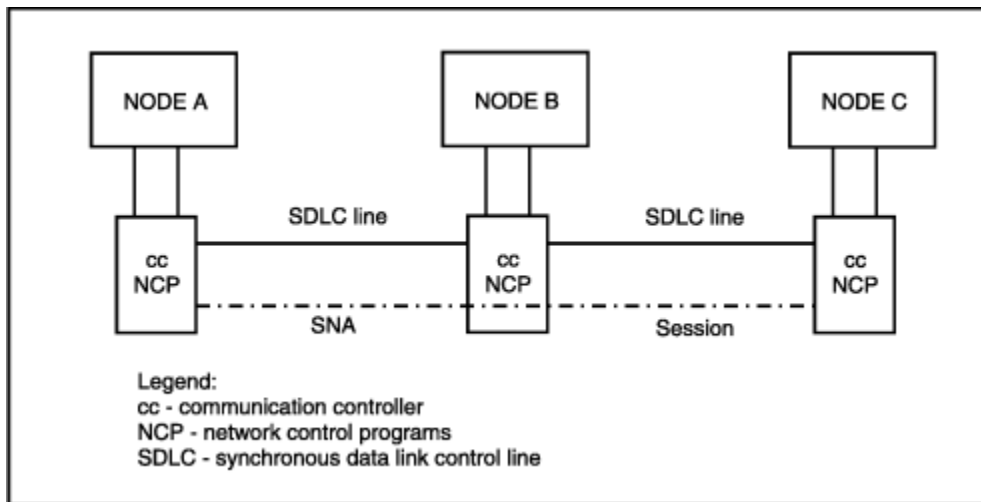 NODE A
NODE B
NODE C
SDLC line
SDLC line
cc
NCP
cc
NCP
cc
NCP
SNA
Session
Legend:
cc - communication controller
NCP - network control programs
SDLC - synchronous data link control line